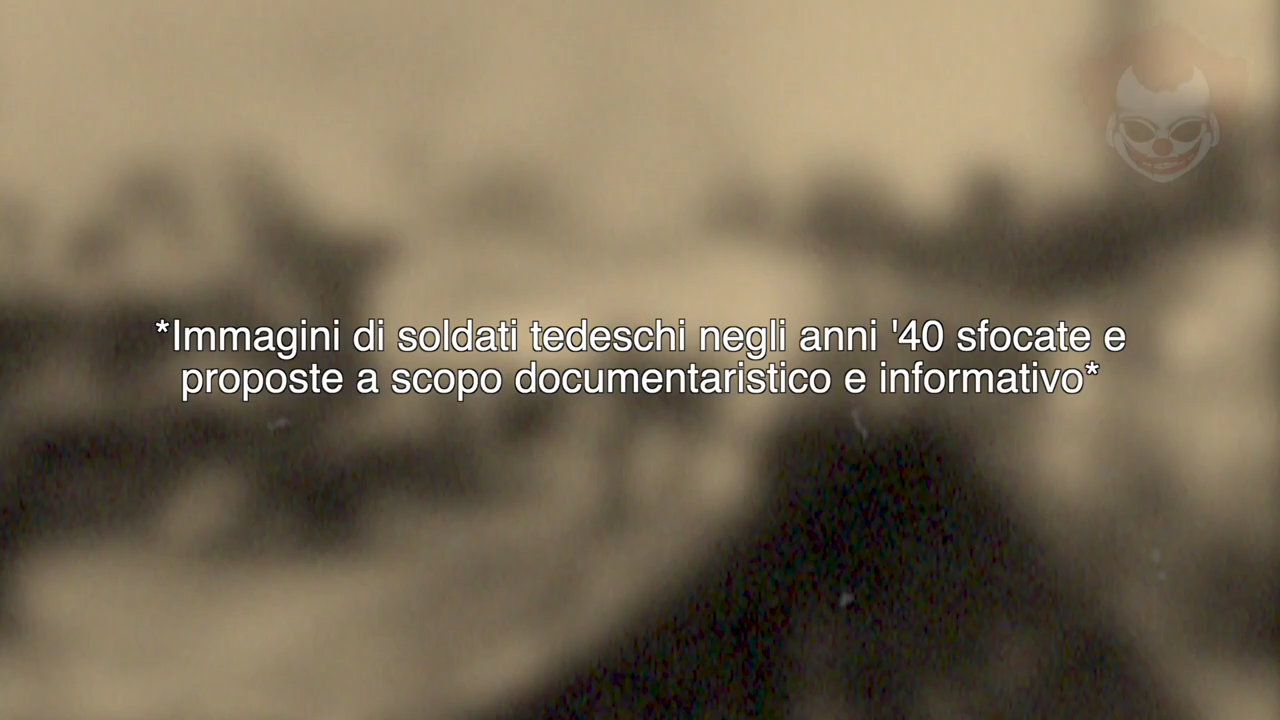 *Immagini di soldati tedeschi negli anni '40 sfocate e
proposte a scopo documentaristico e informativo*